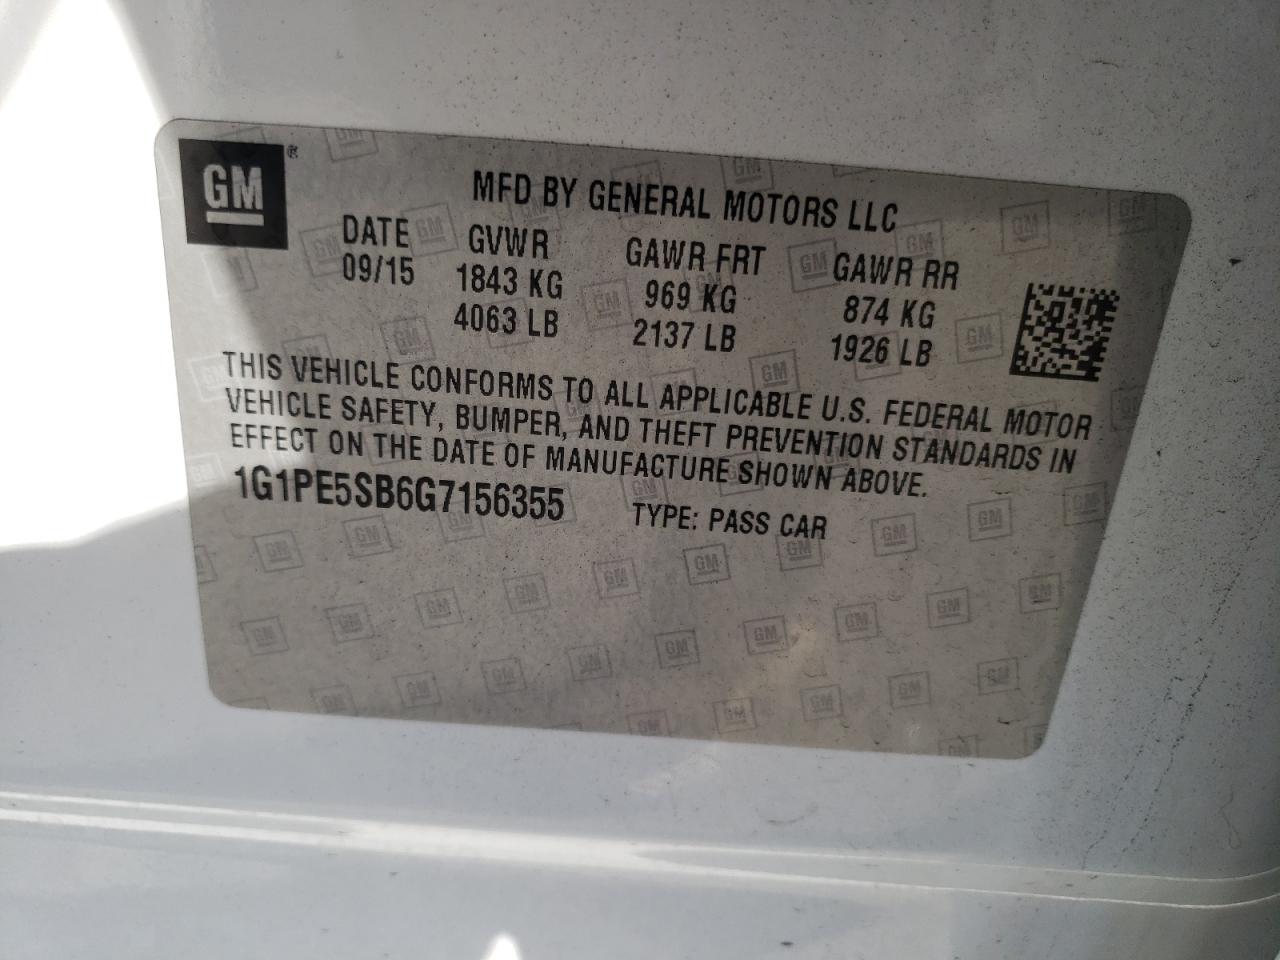 GM ®
MFD BY GENERAL MOTORS LLC
DATE GVWR GAWR FRT GAWR RR
09/15 1843 KG 969 KG 874 KG
4063 LB 2137 LB 1926 LB
THIS VEHICLE CONFORMS TO ALL APPLICABLE U.S. FEDERAL MOTOR
VEHICLE SAFETY, BUMPER, AND THEFT PREVENTION STANDARDS IN
EFFECT ON THE DATE OF MANUFACTURE SHOWN ABOVE.
1G1PE5SB6G7156355 TYPE: PASS CAR